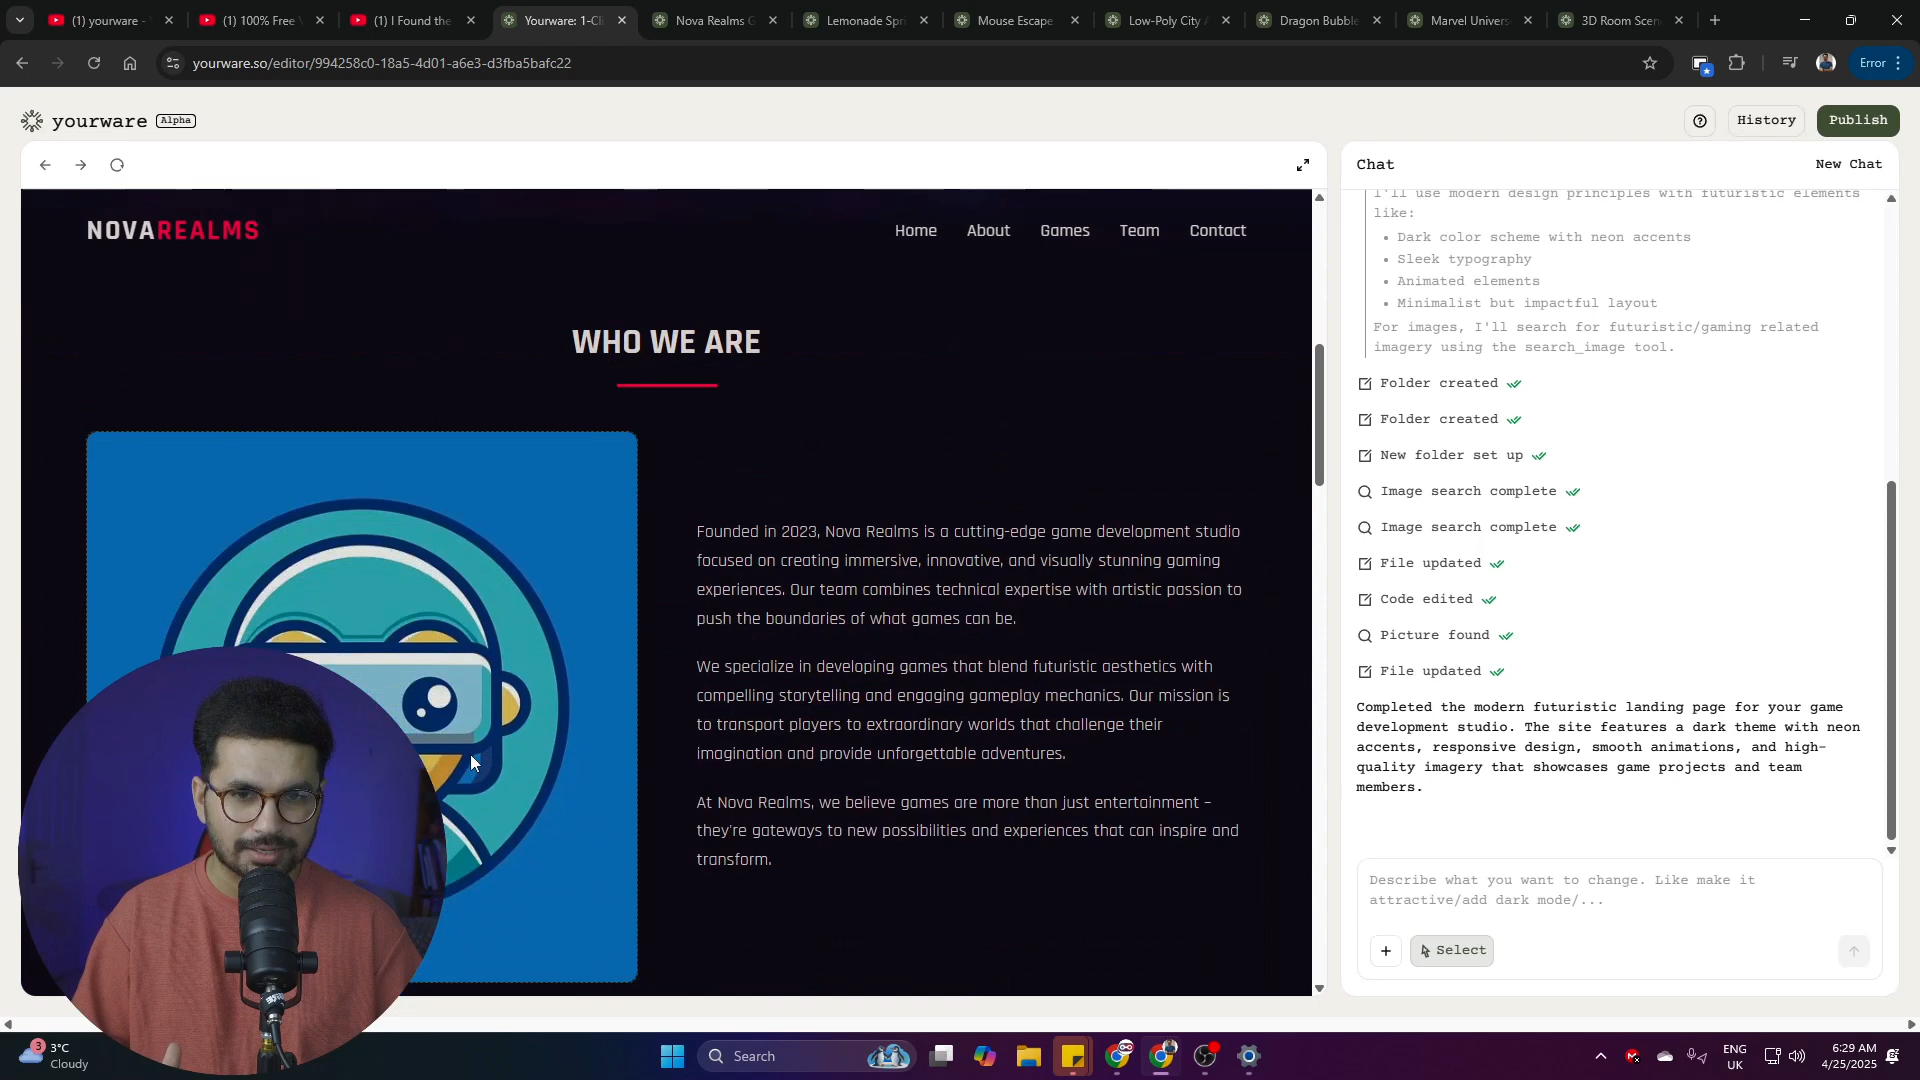 (1) yourware -
(1) 100% Free
(1) I Found the
Yourware: 1-Cli
Nova Realms G
Lemonade Spri
Mouse Escape
Low-Poly City
Dragon Bubble
Marvel Univers
3D Room Scen
yourware.so/editor/994258c0-18a5-4d01-a6e3-d3fba5bafc22
Error
yourware Alpha
History
Publish
Chat
New Chat
NOVAREALMS
Home
About
Games
Team
Contact
WHO WE ARE
Founded in 2023, Nova Realms is a cutting-edge game development studio
focused on creating immersive, innovative, and visually stunning gaming
experiences. Our team combines technical expertise with artistic passion to
push the boundaries of what games can be.
We specialize in developing games that blend futuristic aesthetics with
compelling storytelling and engaging gameplay mechanics. Our mission is
to transport players to extraordinary worlds that challenge their
imagination and provide unforgettable adventures.
At Nova Realms, we believe games are more than just entertainment –
they're gateways to new possibilities and experiences that can inspire and
transform.
I'll use modern design principles with futuristic elements
like:
• Dark color scheme with neon accents
• Sleek typography
• Animated elements
• Minimalist but impactful layout
For images, I'll search for futuristic/gaming related
imagery using the search_image tool.
Folder created
Folder created
New folder set up
Image search complete
Image search complete
File updated
Code edited
Picture found
File updated
Completed the modern futuristic landing page for your game
development studio. The site features a dark theme with neon
accents, responsive design, smooth animations, and high-
quality imagery that showcases game projects and team
members.
Describe what you want to change. Like make it
attractive/add dark mode/...
+
Select
3
3°C
Cloudy
Search
ENG
UK
6:29 AM
4/25/2025